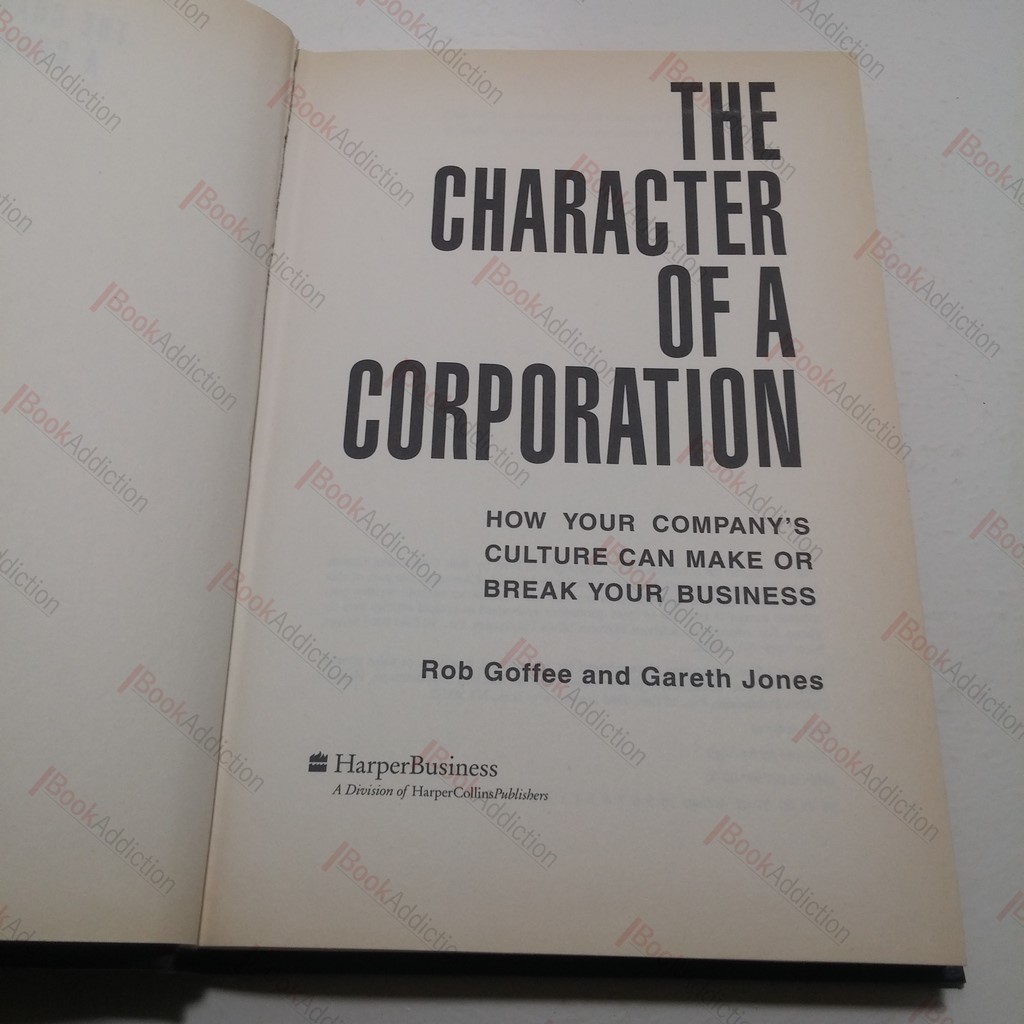 THE
CHARACTER
OF A
CORPORATION
HOW YOUR COMPANY'S
CULTURE CAN MAKE OR
BREAK YOUR BUSINESS
Rob Goffee and Gareth Jones
HarperBusiness
A Division of HarperCollinsPublishers
BookAddiction